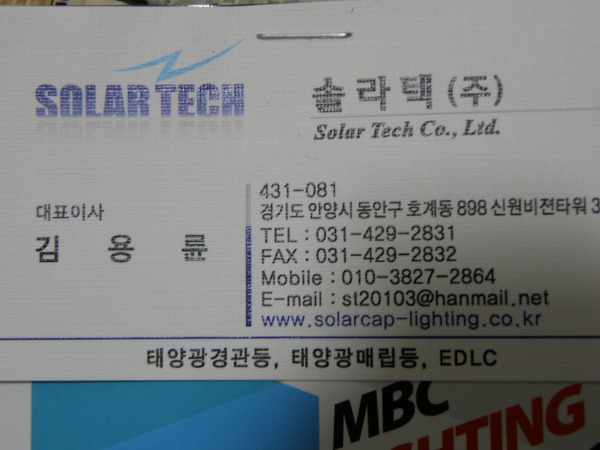 SOLAR TECH
솔라택(주)
Solar Tech Co., Ltd.
431-081
경기도 안양시 동안구 호계동 898 신원비젼타워 3
대표이사
김 용 륜
TEL : 031-429-2831
FAX : 031-429-2832
Mobile : 010-3827-2864
E-mail : st20103@hanmail.net
www.solarcap-lighting.co.kr
태양광경관등, 태양광매립등, EDLC
MBC
HTING